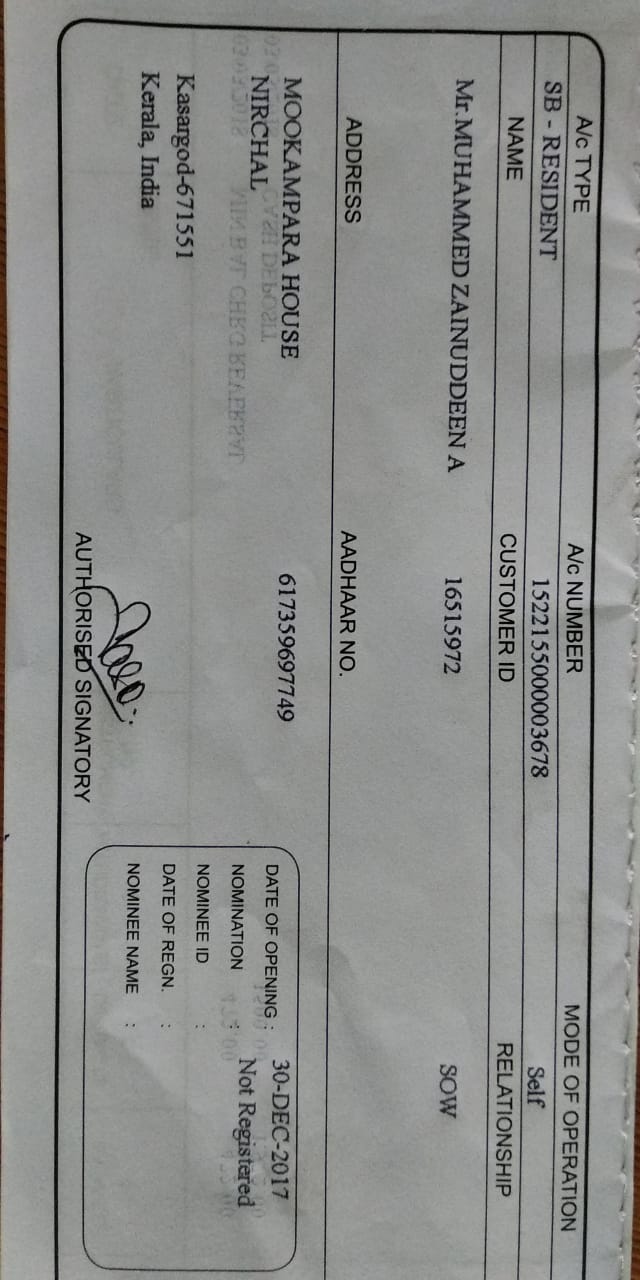 A/c TYPE A/c NUMBER MODE OF OPERATION
SB - RESIDENT 152215500003678 Self
NAME CUSTOMER ID RELATIONSHIP
Mr.MUHAMMED ZAINUDDEEN A 16515972 SOW
ADDRESS AADHAAR NO.
MOOKAMPARA HOUSE 617359697749
NIRCHAL
Kasargod-671551
Kerala, India
AUTHORISED SIGNATORY
DATE OF OPENING : 30-DEC-2017
NOMINATION : Not Registered
NOMINEE ID :
DATE OF REGN. :
NOMINEE NAME :